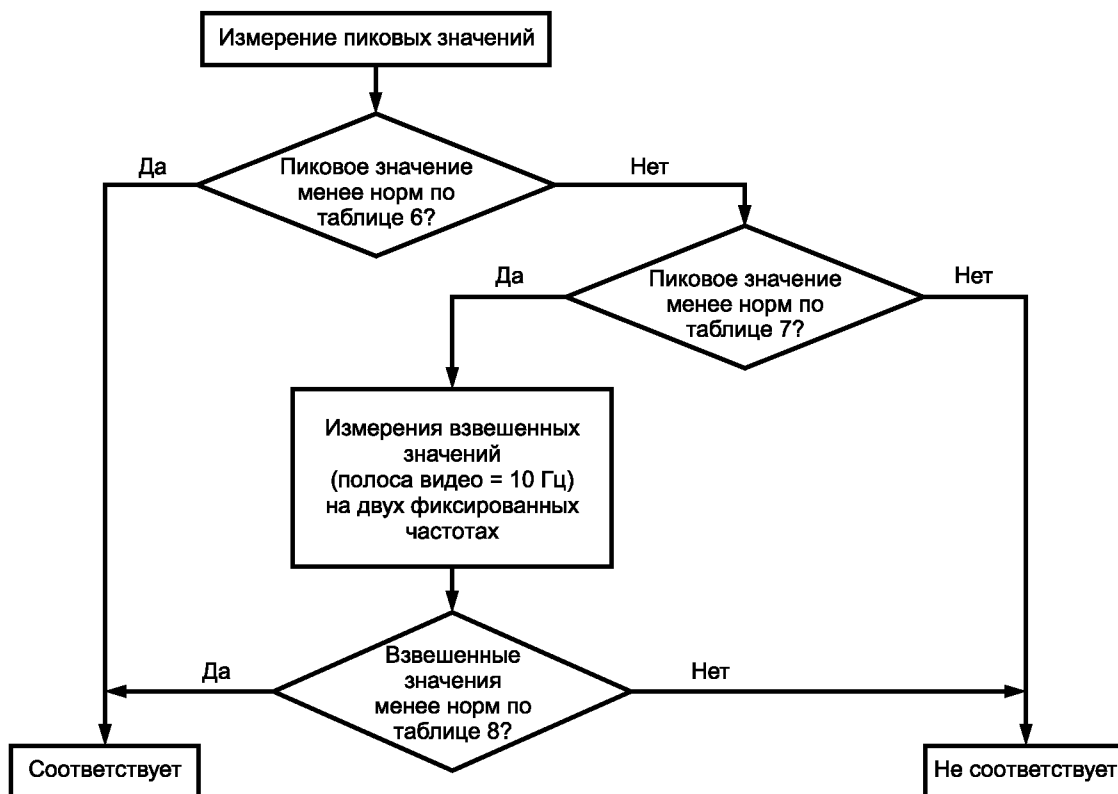 Измерение пиковых значений
Да
Пиковое значение
менее норм по
таблице 6?
Нет
Да
Пиковое значение
менее норм по
таблице 7?
Нет
Измерения взвешенных
значений
(полоса видео = 10 Гц)
на двух фиксированных
частотах
Да
Взвешенные
значения
менее норм по
таблице 8?
Нет
Соответствует
Не соответствует